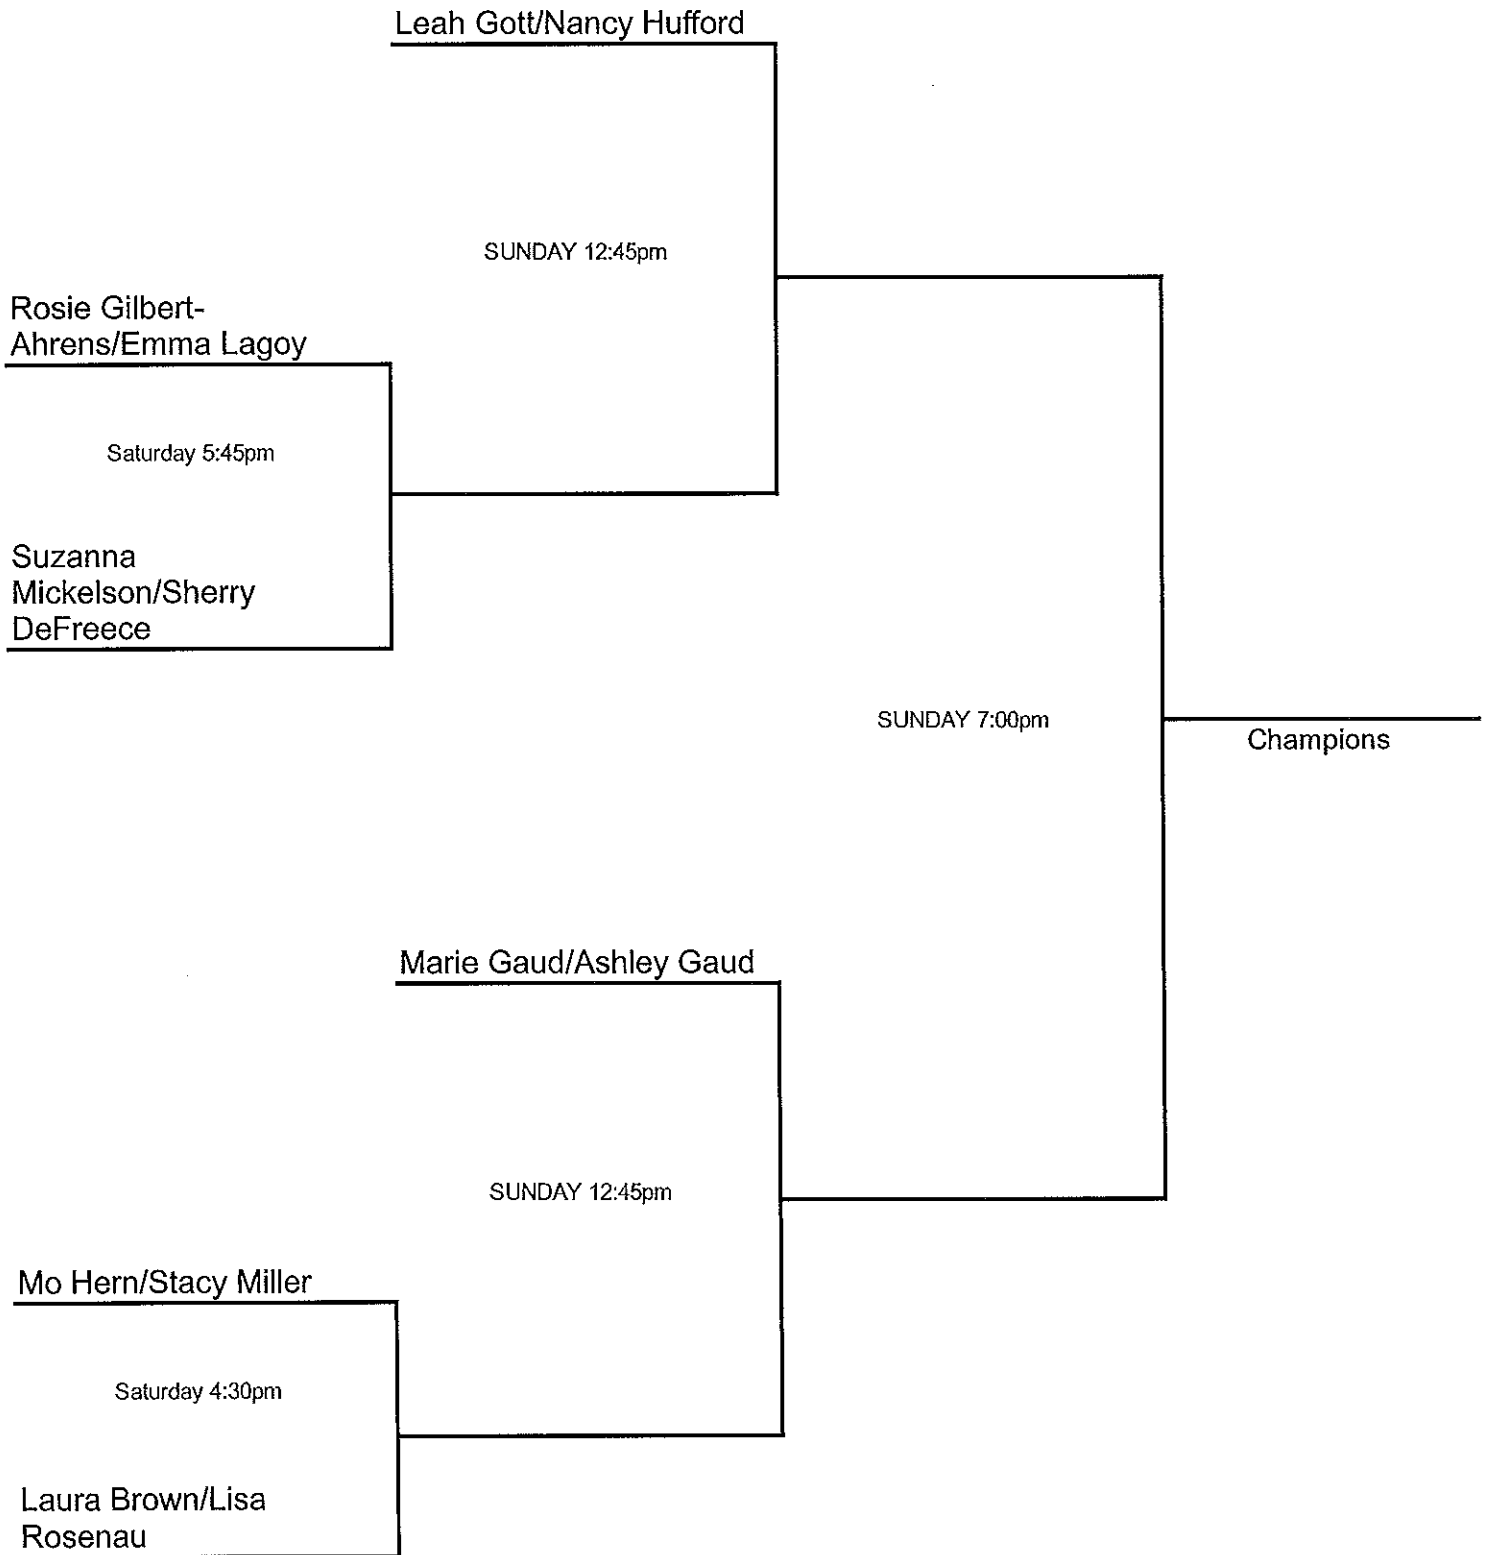 Leah Gott/Nancy Hufford
SUNDAY 12:45pm
Rosie Gilbert-
Ahrens/Emma Lagoy
Saturday 5:45pm
Suzanna
Mickelson/Sherry
DeFreece
SUNDAY 7:00pm
Champions
Marie Gaud/Ashley Gaud
SUNDAY 12:45pm
Mo Hern/Stacy Miller
Saturday 4:30pm
Laura Brown/Lisa
Rosenau